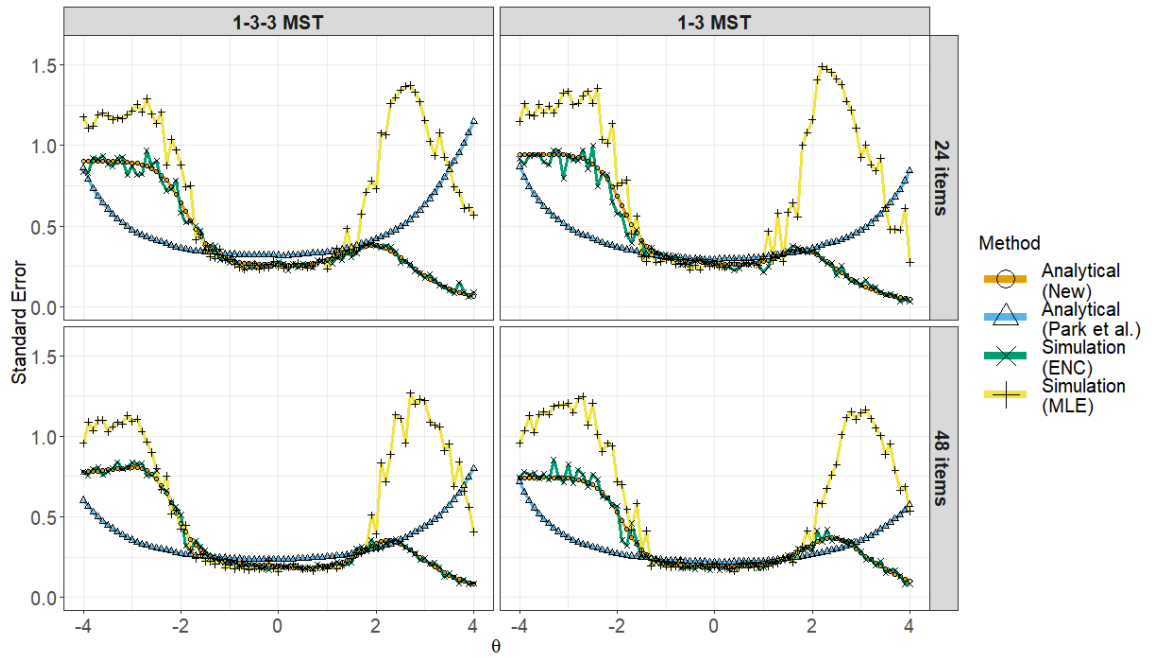 1-3-3 MST
1-3 MST
1.5
1.0
0.5
0.0
24 items
Standard Error
1.5
1.0
0.5
0.0
48 items
-4 -2 0 2 4
-4 -2 0 2 4
θ
Method
Analytical
(New)
Analytical
(Park et al.)
Simulation
(ENC)
Simulation
(MLE)